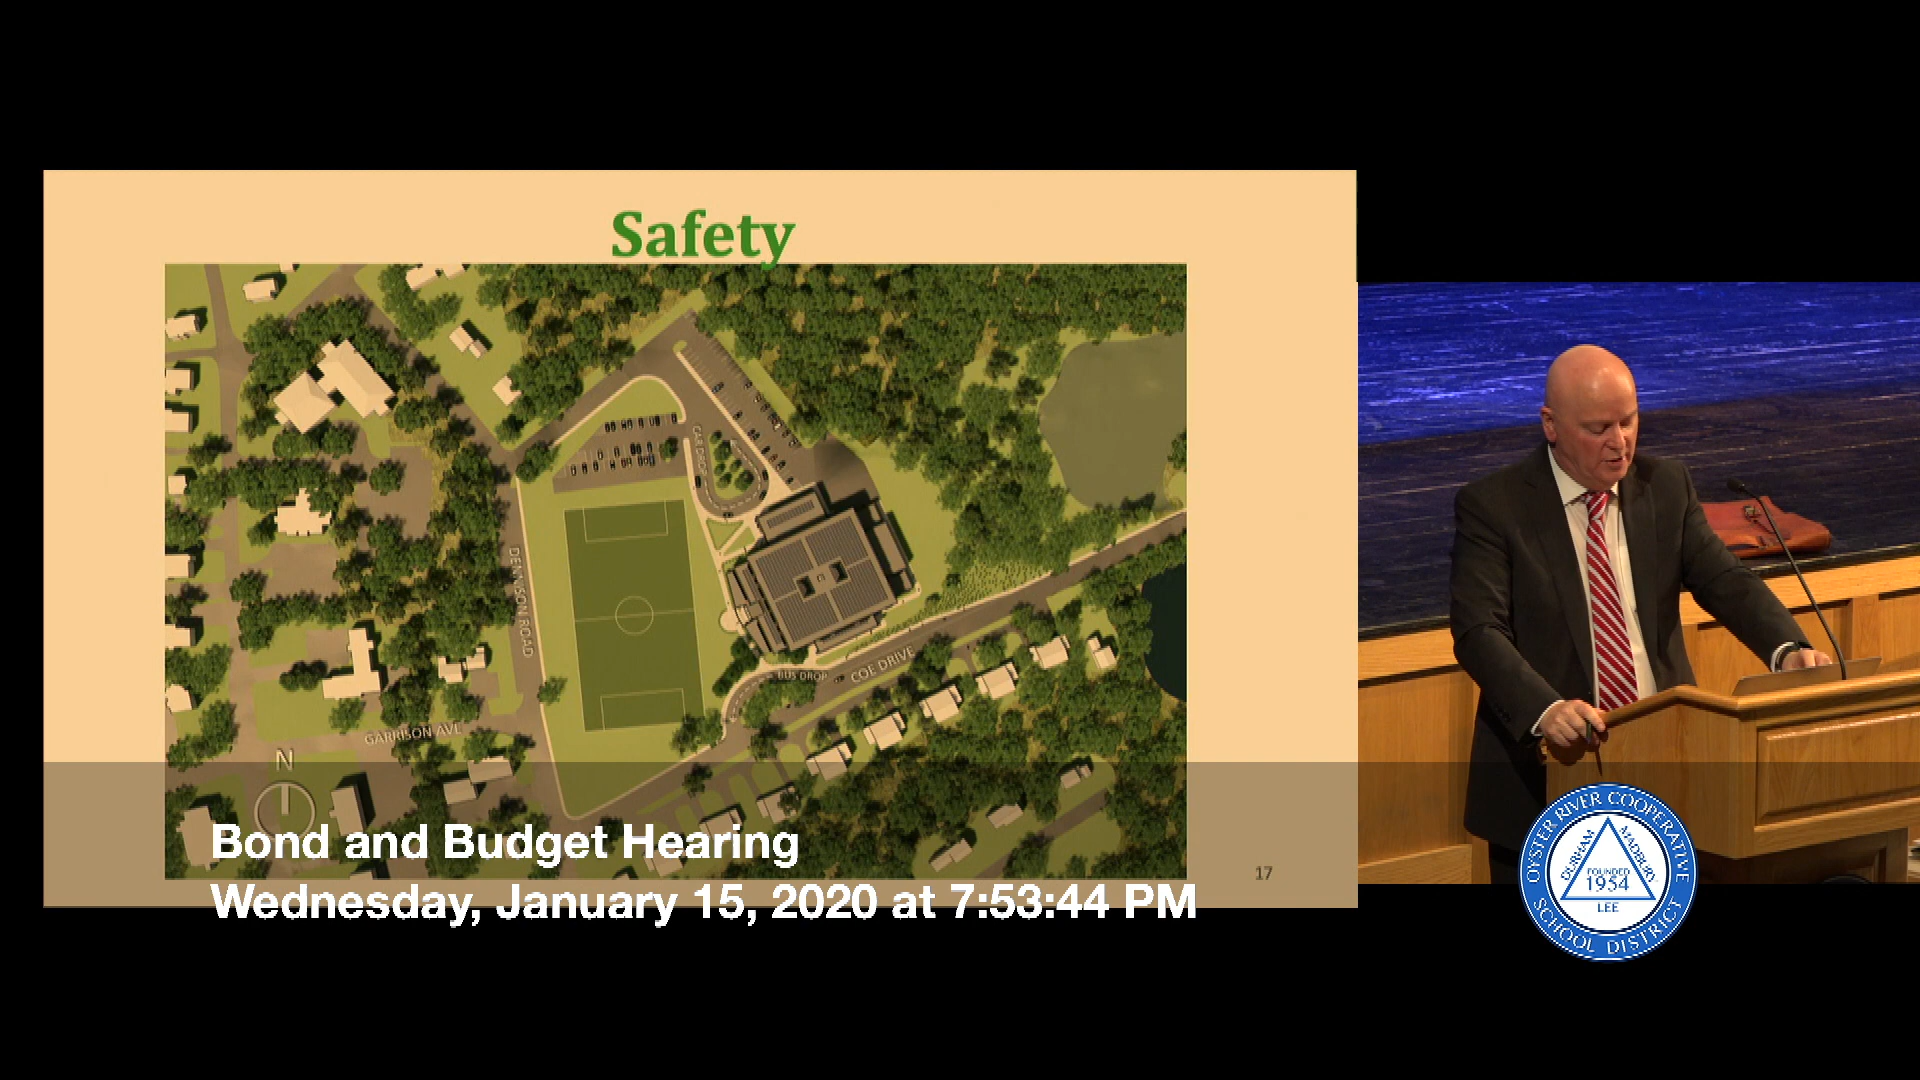 Safety
CAR DROP
DENNISON ROAD
BUS DROP
COE DRIVE
GARRISON AVE
N
17
Bond and Budget Hearing
Wednesday, January 15, 2020 at 7:53:44 PM
OYSTER RIVER COOPERATIVE
DURHAM
MADBURY
FOUNDED
1954
LEE
SCHOOL DISTRICT